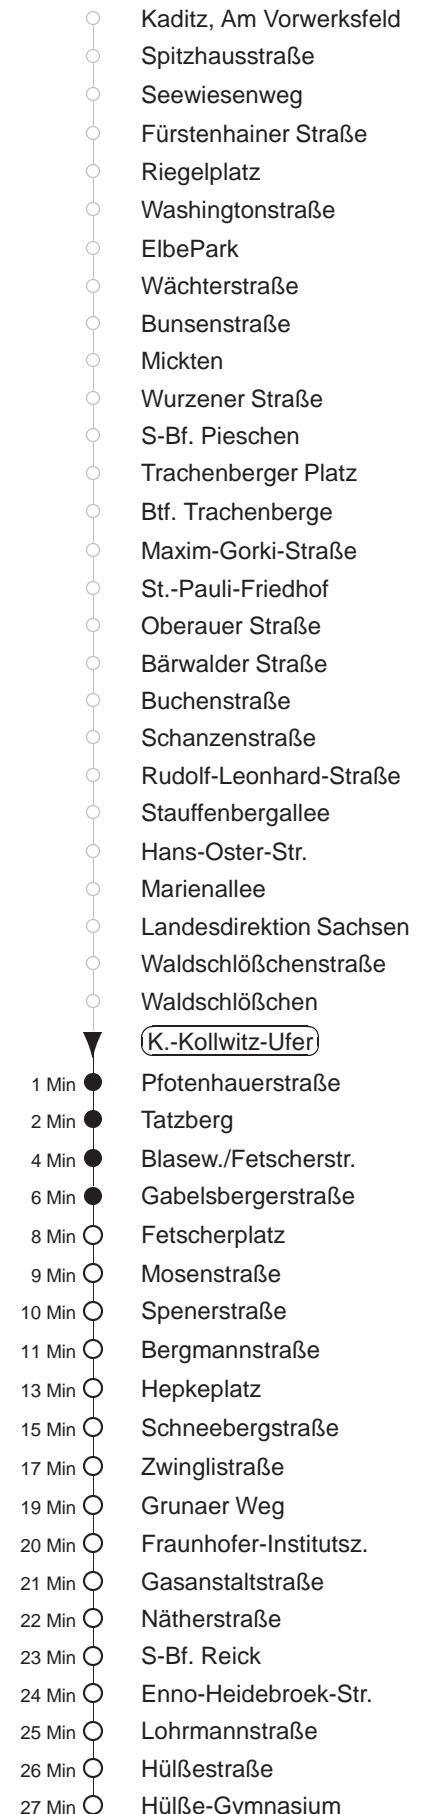 Kaditz, Am Vorwerksfeld
Spitzhausstraße
Seewiesenweg
Fürstenhainer Straße
Riegelplatz
Washingtonstraße
ElbePark
Wächterstraße
Bunsenstraße
Mickten
Wurzener Straße
S-Bf. Pieschen
Trachenberger Platz
Btf. Trachenberge
Maxim-Gorki-Straße
St.-Pauli-Friedhof
Oberauer Straße
Bärwalder Straße
Buchenstraße
Schanzenstraße
Rudolf-Leonhard-Straße
Stauffenbergallee
Hans-Oster-Str.
Marienallee
Landesdirektion Sachsen
Waldschlößchenstraße
Waldschlößchen
K.-Kollwitz-Ufer
1 Min Pfotenhauerstraße
2 Min Tatzberg
4 Min Blasew./Fetscherstr.
6 Min Gabelsbergerstraße
8 Min Fetscherplatz
9 Min Mosenstraße
10 Min Spenerstraße
11 Min Bergmannstraße
13 Min Hepkeplatz
15 Min Schneebergstraße
17 Min Zwinglistraße
19 Min Grunaer Weg
20 Min Fraunhofer-Institutsz.
21 Min Gasanstaltstraße
22 Min Nätherstraße
23 Min S-Bf. Reick
24 Min Enno-Heidebroek-Str.
25 Min Lohrmannstraße
26 Min Hülßestraße
27 Min Hülße-Gymnasium